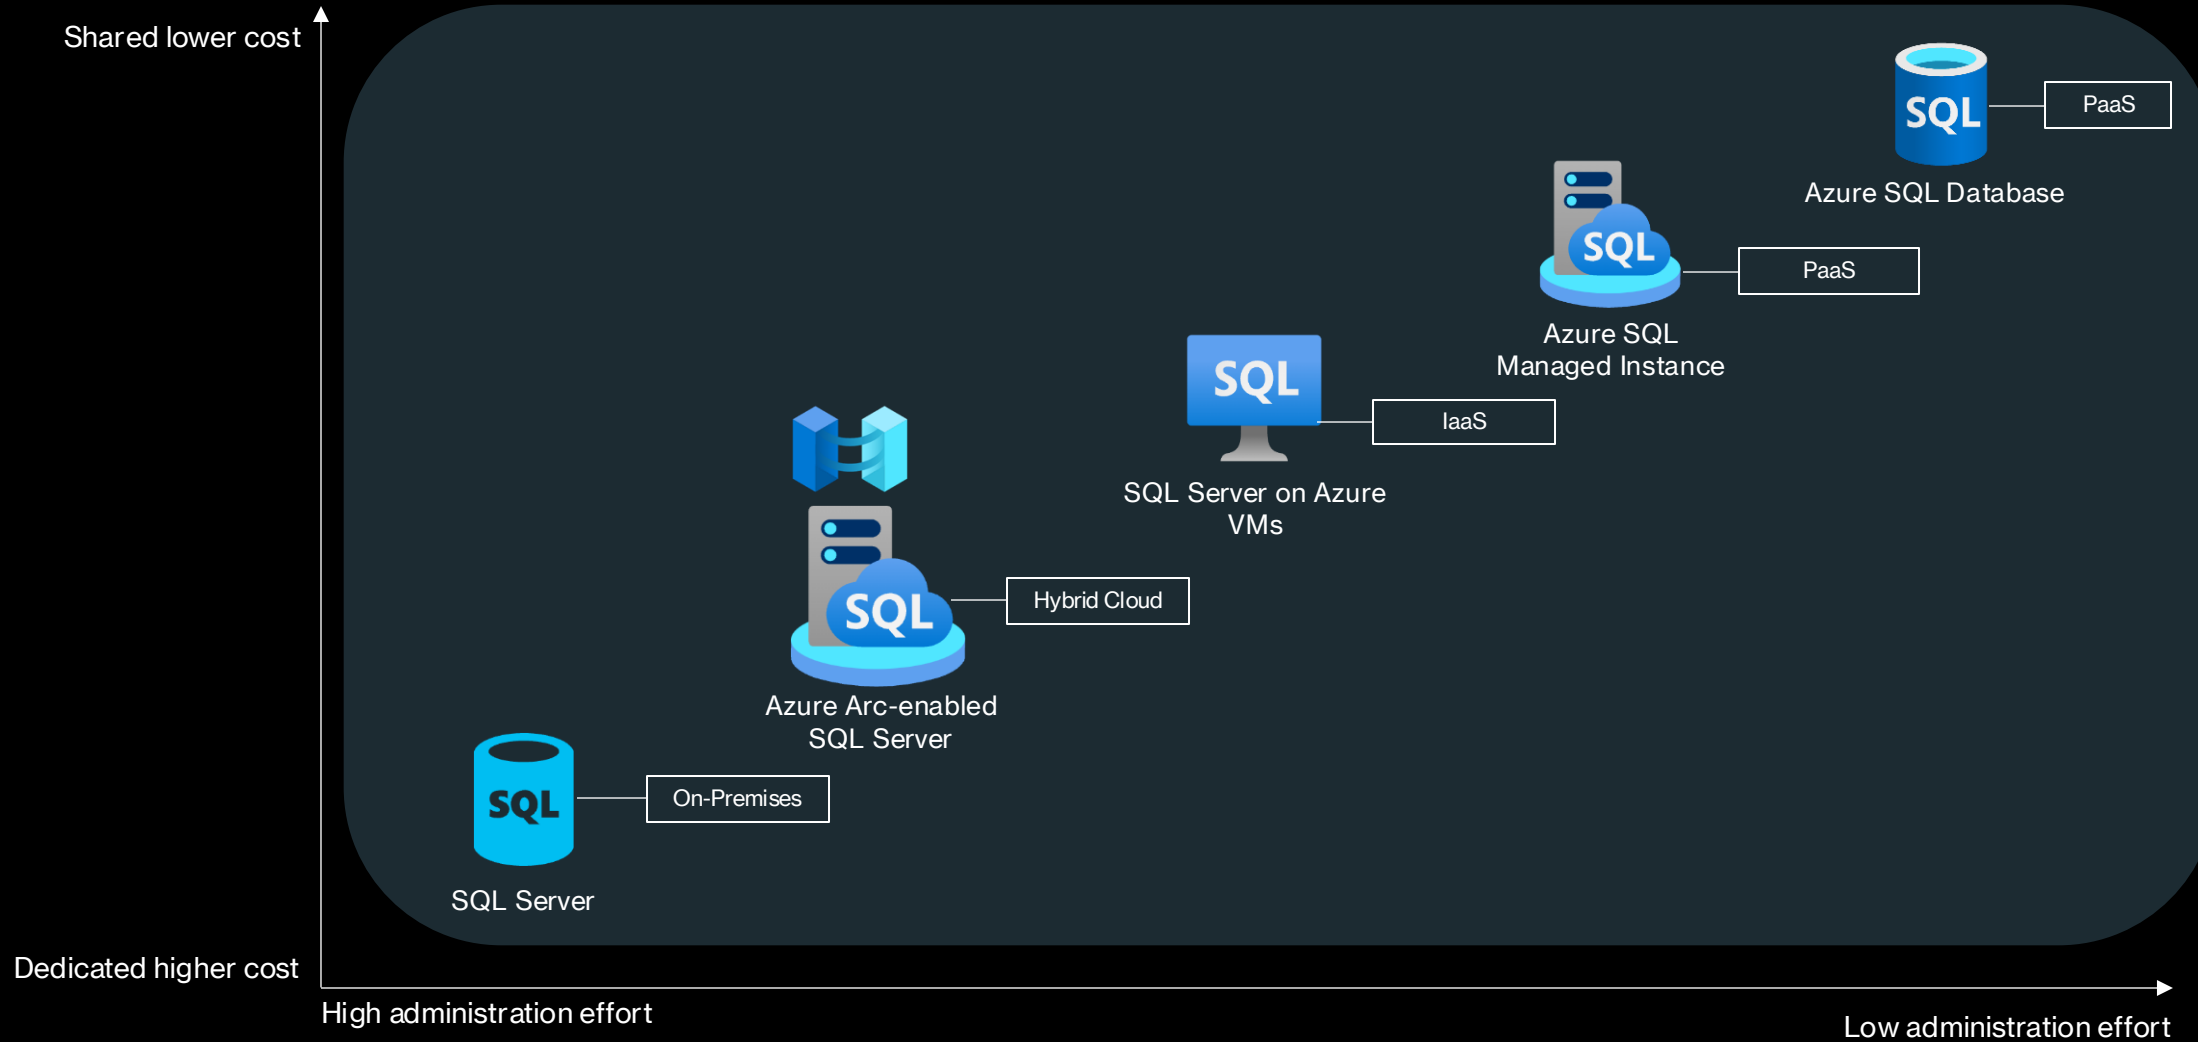 Shared lower cost
SQL
PaaS
Azure SQL Database
SQL
PaaS
Azure SQL
Managed Instance
SQL
IaaS
SQL Server on Azure
VMs
SQL
Hybrid Cloud
Azure Arc-enabled
SQL Server
SQL
On-Premises
SQL Server
Dedicated higher cost
High administration effort
Low administration effort